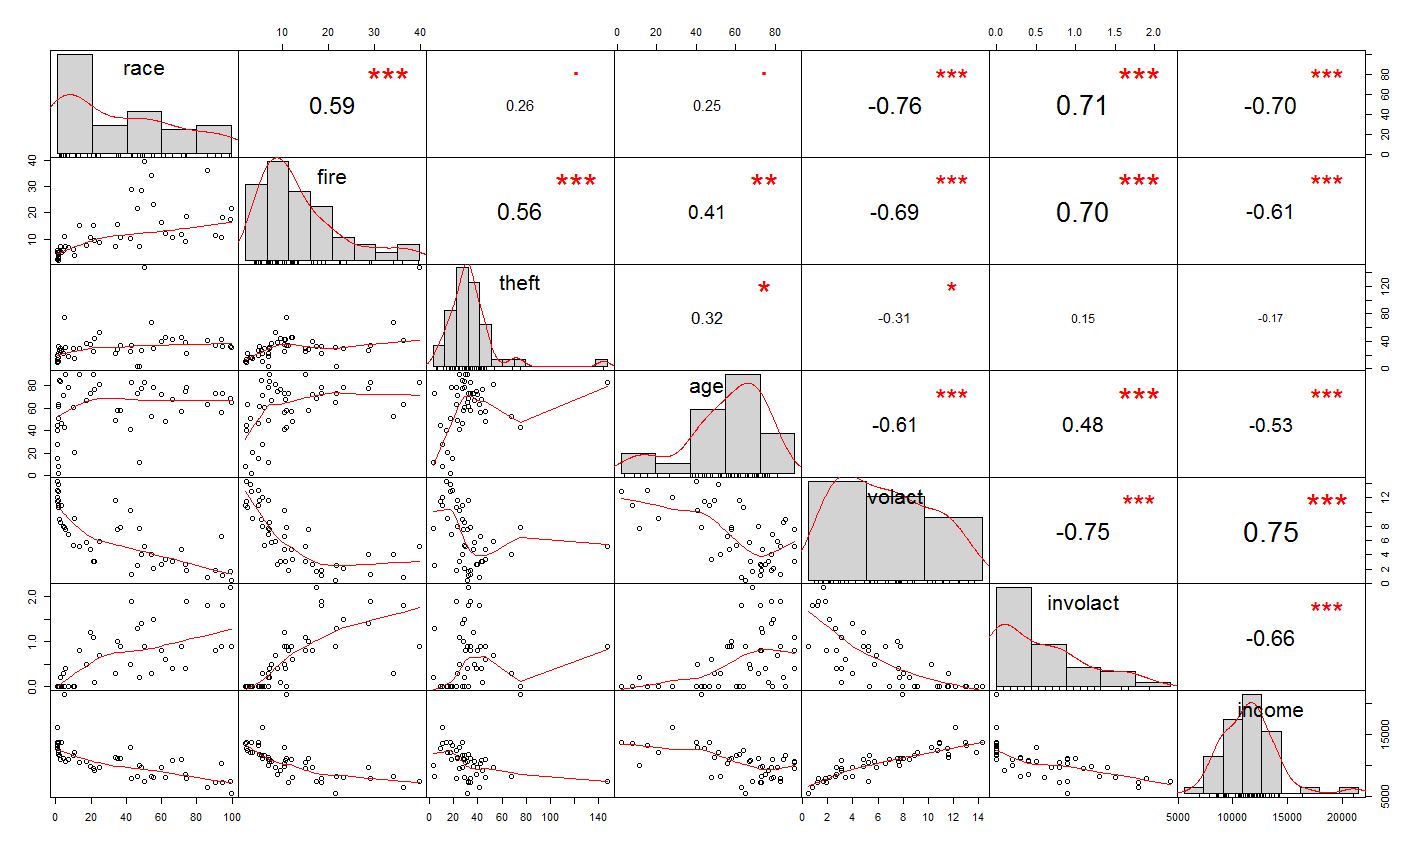 10 20 30 40 0 20 40 60 80 0.0 0.5 1.0 1.5 2.0
race *** . . *** *** ***
0.59 0.26 0.25 -0.76 0.71 -0.70
0 20 40 60 80
fire *** ** *** *** ***
0.56 0.41 -0.69 0.70 -0.61
10 20 30 40
theft * *
0.32 -0.31 0.15 -0.17
0 40 80 120
age *** *** ***
-0.61 0.48 -0.53
0 20 40 60 80
volact *** ***
-0.75 0.75
0 2 4 6 8 12
involact ***
-0.66
0.0 1.0 2.0
income
5000 15000
0 20 40 60 80 100 0 20 40 60 80 100 140 0 2 4 6 8 10 12 14 5000 10000 15000 20000